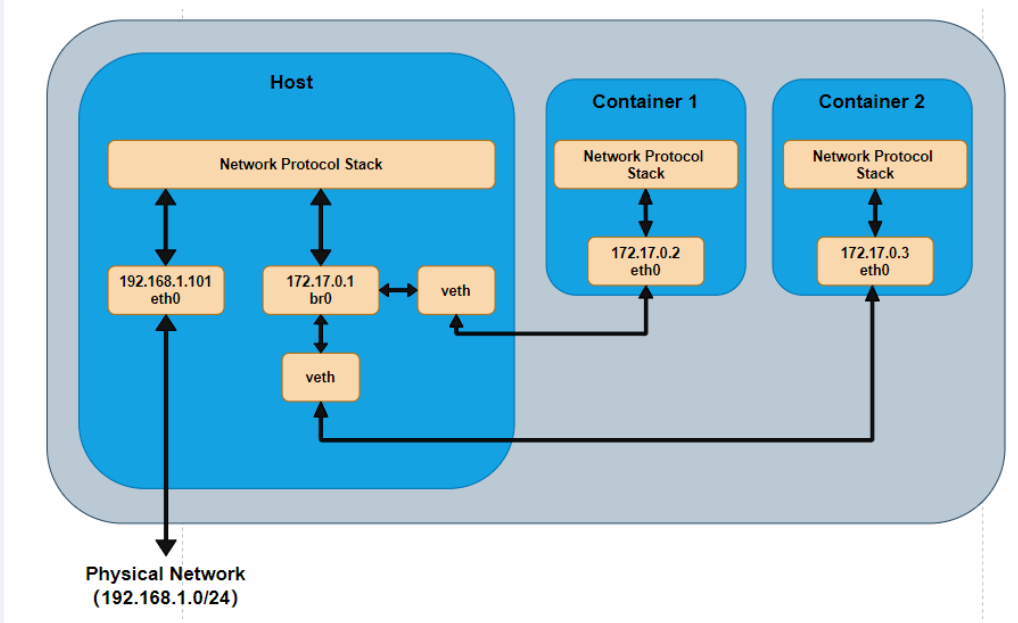 Host
Network Protocol Stack
192.168.1.101
eth0
172.17.0.1
br0
veth
veth
Container 1
Network Protocol
Stack
172.17.0.2
eth0
Container 2
Network Protocol
Stack
172.17.0.3
eth0
Physical Network
(192.168.1.0/24)